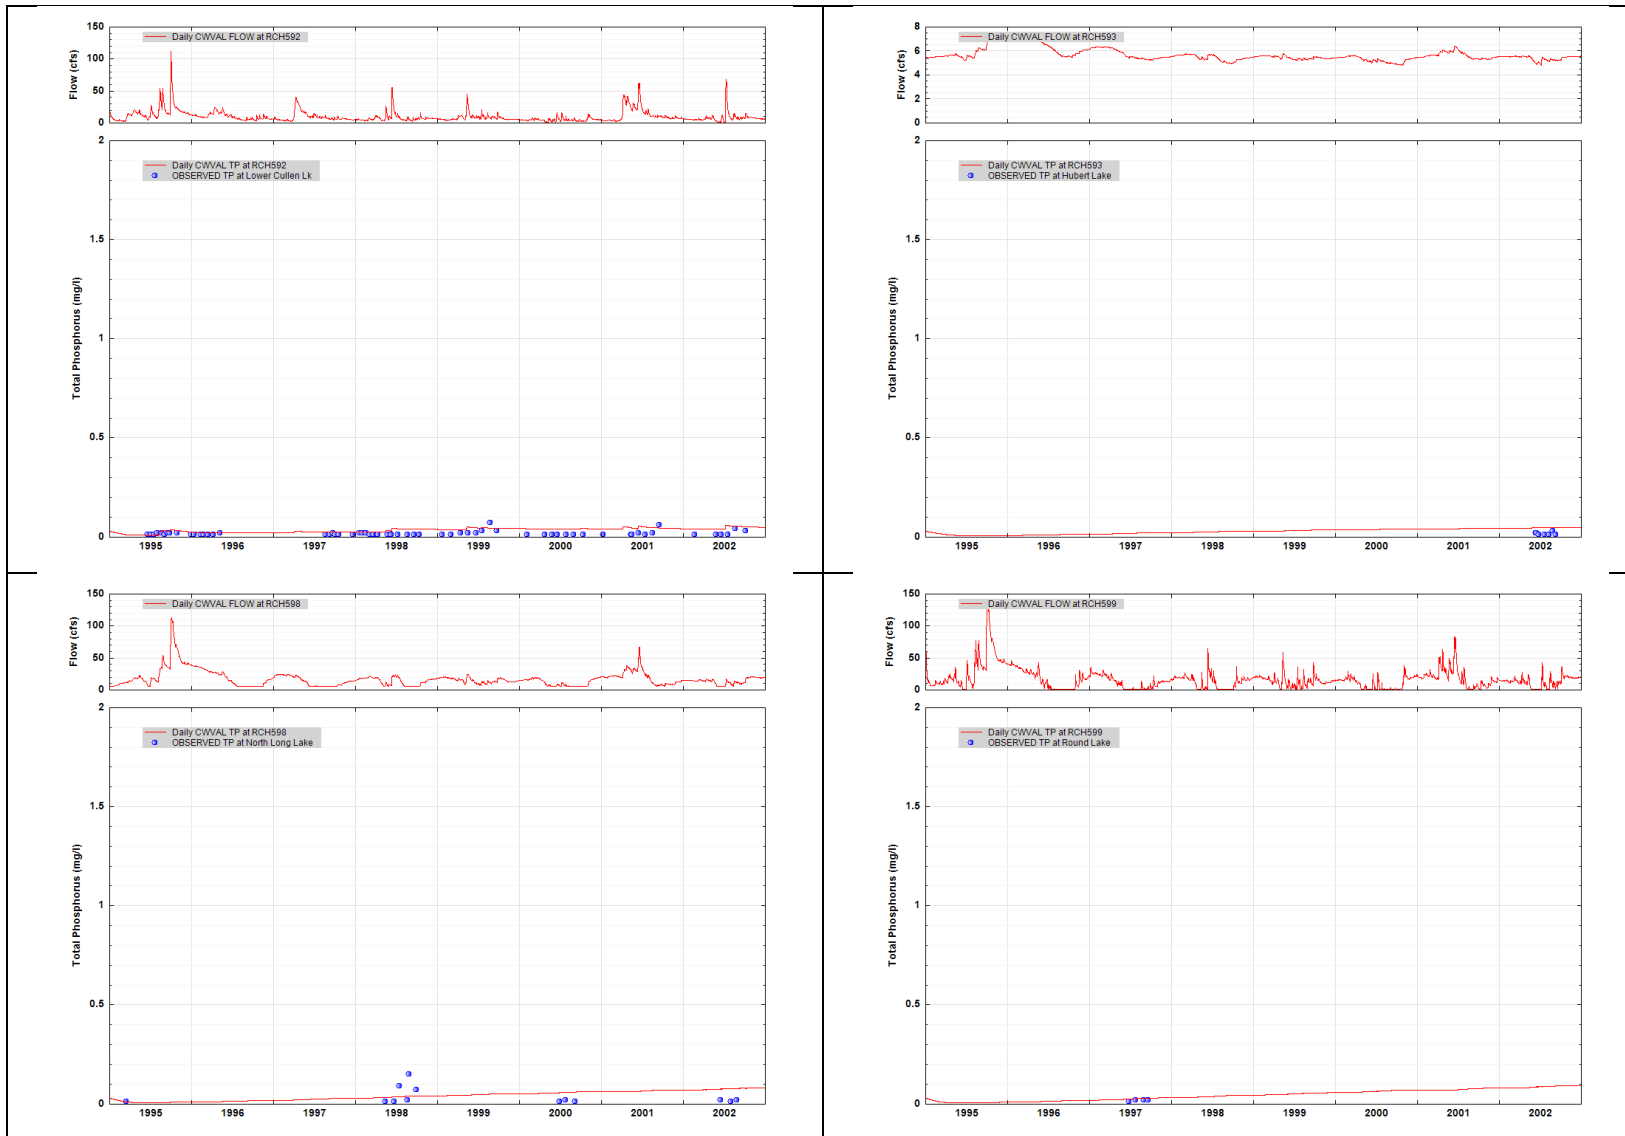 150
100
50
0
Flow (cfs)
Daily CWVAL FLOW at RCH592
2
1.5
1
0.5
0
Total Phosphorus (mg/l)
Daily CWVAL TP at RCH592
OBSERVED TP at Lower Cullen Lk
1995 1996 1997 1998 1999 2000 2001 2002
8
6
4
2
0
Flow (cfs)
Daily CWVAL FLOW at RCH593
2
1.5
1
0.5
0
Total Phosphorus (mg/l)
Daily CWVAL TP at RCH593
OBSERVED TP at Hubert Lake
1995 1996 1997 1998 1999 2000 2001 2002
150
100
50
0
Flow (cfs)
Daily CWVAL FLOW at RCH598
2
1.5
1
0.5
0
Total Phosphorus (mg/l)
Daily CWVAL TP at RCH598
OBSERVED TP at North Long Lake
1995 1996 1997 1998 1999 2000 2001 2002
150
100
50
0
Flow (cfs)
Daily CWVAL FLOW at RCH599
2
1.5
1
0.5
0
Total Phosphorus (mg/l)
Daily CWVAL TP at RCH599
OBSERVED TP at Round Lake
1995 1996 1997 1998 1999 2000 2001 2002